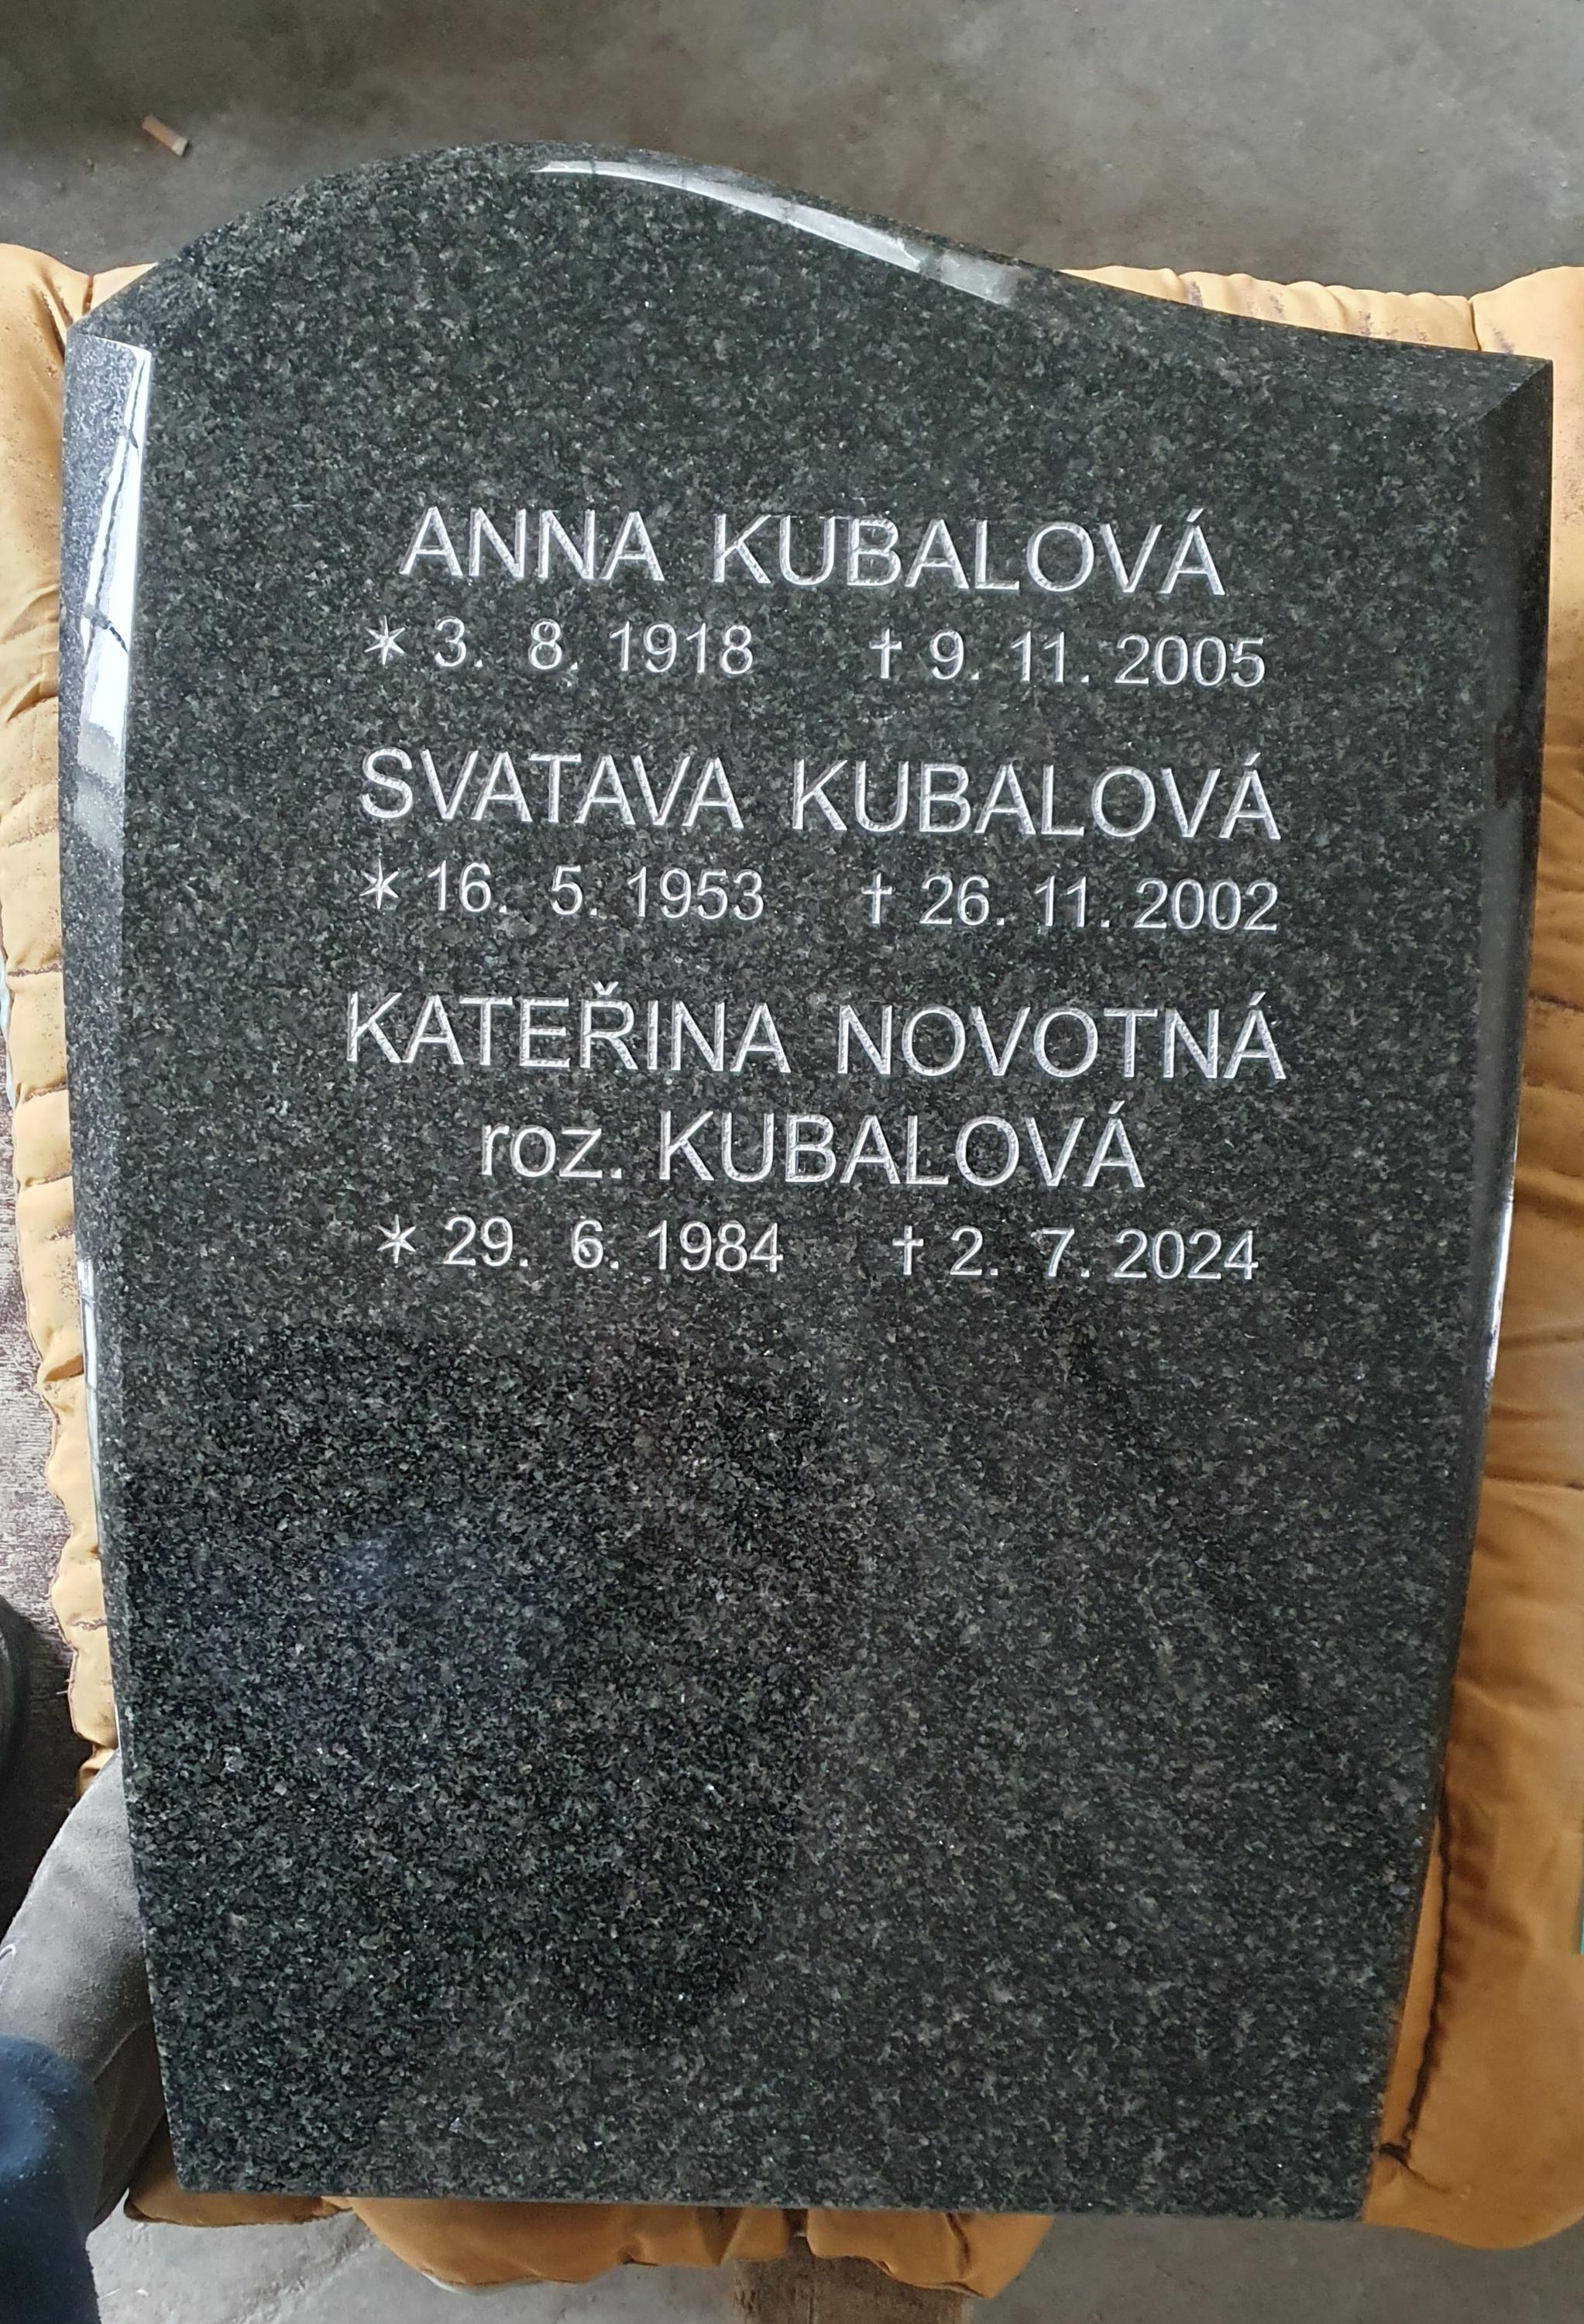 ANNA KUBALOVÁ
✶ 3. 8. 1918 † 9. 11. 2005
SVATAVA KUBALOVÁ
✶ 16. 5. 1953 † 26. 11. 2002
KATEŘINA NOVOTNÁ
roz. KUBALOVÁ
✶ 29. 6. 1984 † 2. 7. 2024